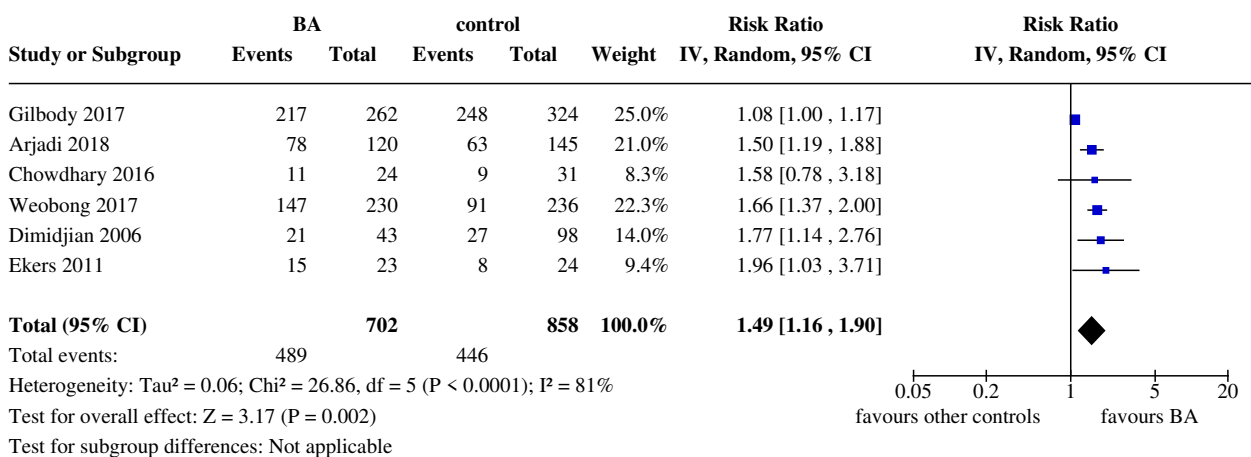 BA control Risk Ratio Risk Ratio
Study or Subgroup Events Total Events Total Weight IV, Random, 95% CI IV, Random, 95% CI
Gilbody 2017 217 262 248 324 25.0% 1.08 [1.00 , 1.17]
Arjadi 2018 78 120 63 145 21.0% 1.50 [1.19 , 1.88]
Chowdhary 2016 11 24 9 31 8.3% 1.58 [0.78 , 3.18]
Weobong 2017 147 230 91 236 22.3% 1.66 [1.37 , 2.00]
Dimidjian 2006 21 43 27 98 14.0% 1.77 [1.14 , 2.76]
Ekers 2011 15 23 8 24 9.4% 1.96 [1.03 , 3.71]
Total (95% CI) 702 858 100.0% 1.49 [1.16 , 1.90]
Total events: 489 446
Heterogeneity: Tau² = 0.06; Chi² = 26.86, df = 5 (P < 0.0001); I² = 81%
0.05 0.2 1 5 20
Test for overall effect: Z = 3.17 (P = 0.002) favours other controls favours BA
Test for subgroup differences: Not applicable